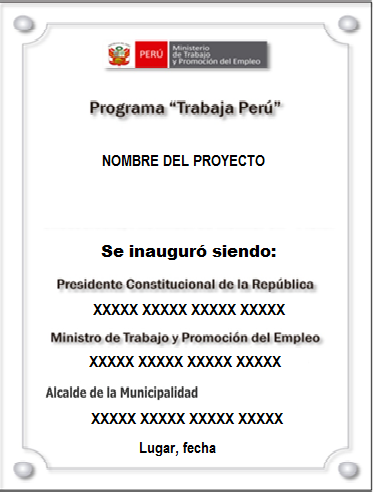 PERÚ
Ministerio
de Trabajo
y Promoción del Empleo
Programa “Trabaja Perú”
NOMBRE DEL PROYECTO
Se inauguró siendo:
Presidente Constitucional de la República
XXXXX XXXXX XXXXX XXXXX
Ministro de Trabajo y Promoción del Empleo
XXXXX XXXXX XXXXX XXXXX
Alcalde de la Municipalidad
XXXXX XXXXX XXXXX XXXXX
Lugar, fecha